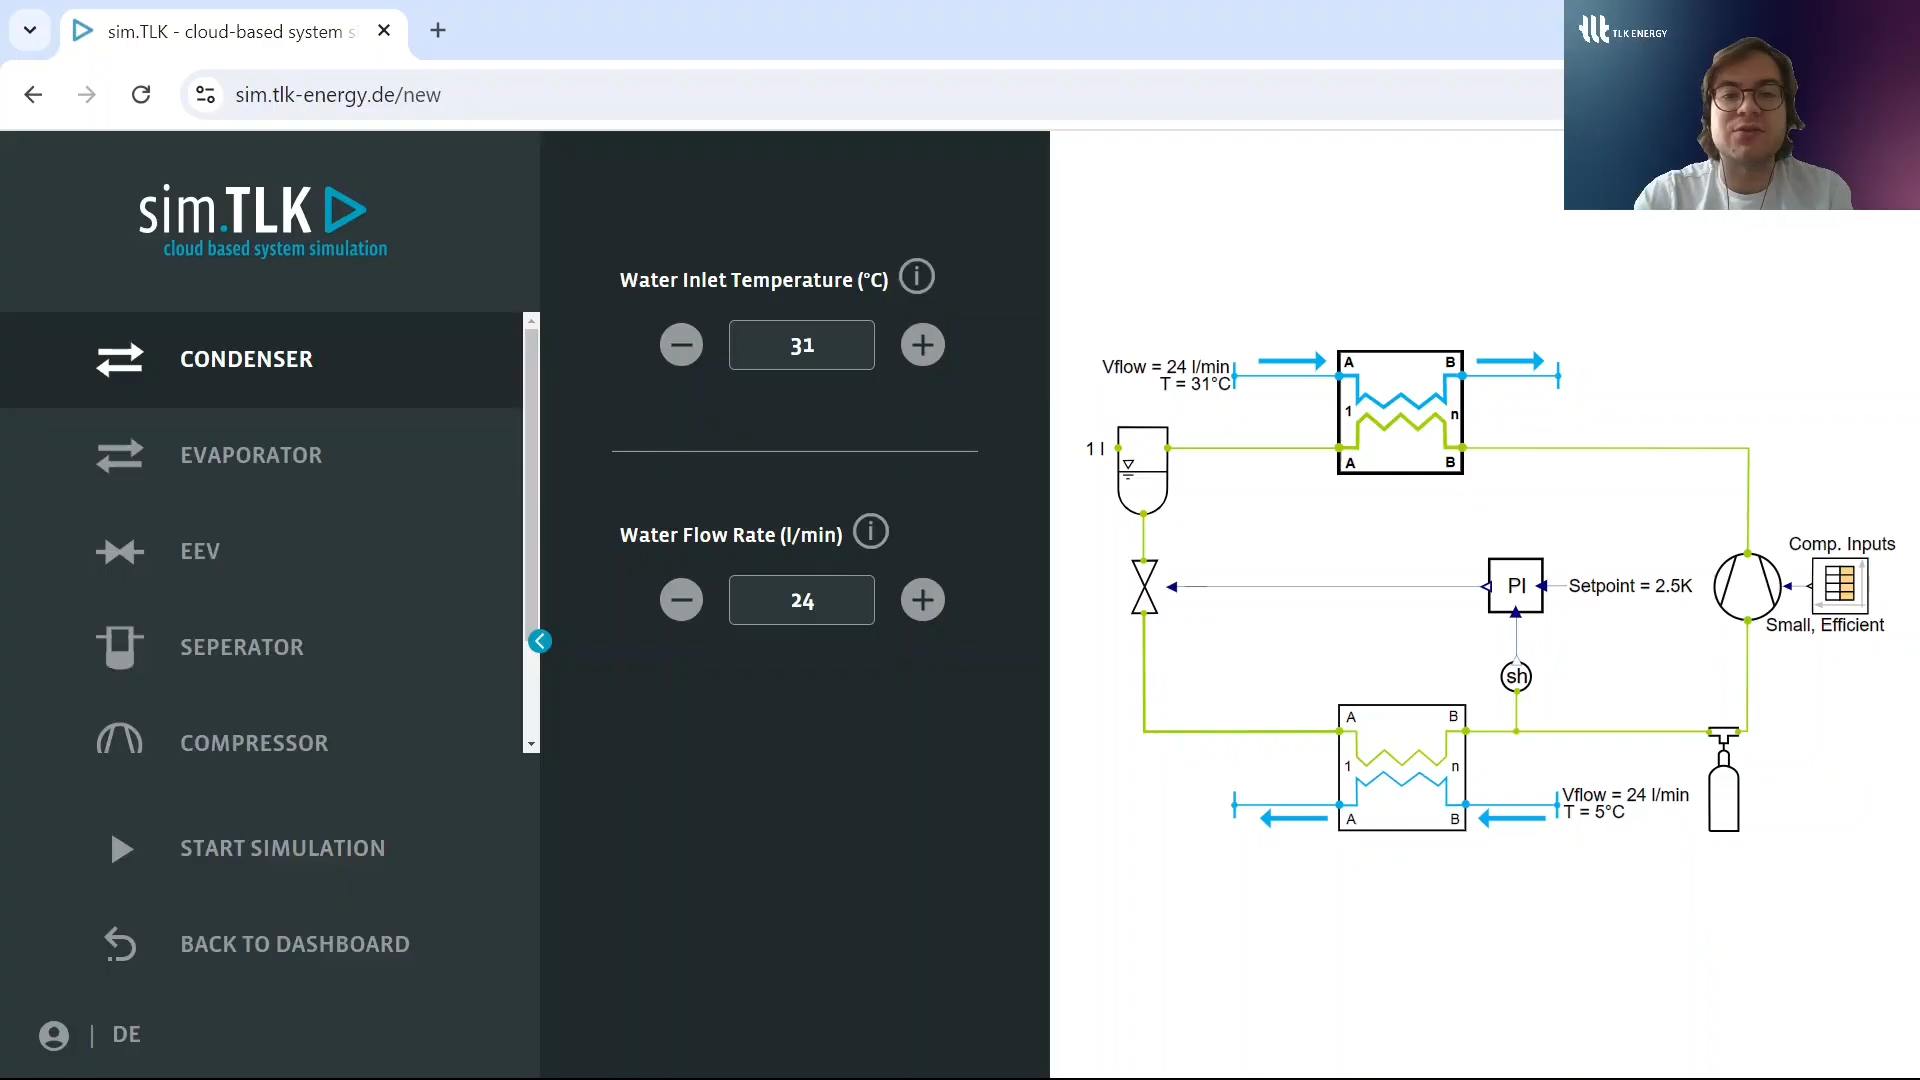 sim.TLK - cloud-based system s
sim.tlk-energy.de/new
TLK ENERGY
sim.TLK
cloud based system simulation
CONDENSER
EVAPORATOR
EEV
SEPERATOR
COMPRESSOR
START SIMULATION
BACK TO DASHBOARD
| DE
Water Inlet Temperature (°C) i
31
Water Flow Rate (l/min) i
24
Vflow = 24 l/min
T = 31°C
A B
1 n
A B
1 l
PI
Setpoint = 2.5K
Comp. Inputs
Small, Efficient
sh
A B
1 n
A B
Vflow = 24 l/min
T = 5°C